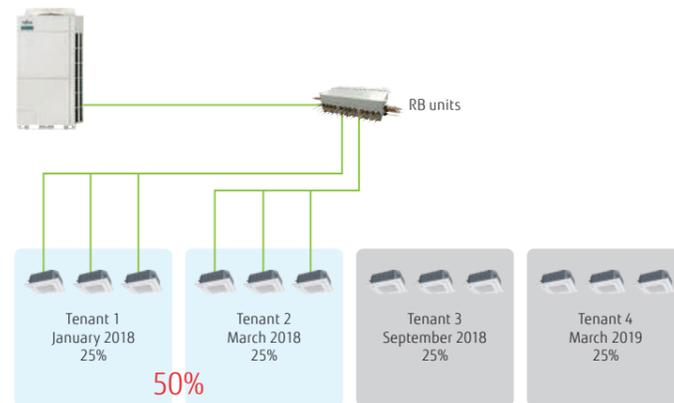 RB units
Tenant 1
January 2018
25%
Tenant 2
March 2018
25%
Tenant 3
September 2018
25%
Tenant 4
March 2019
25%
50%